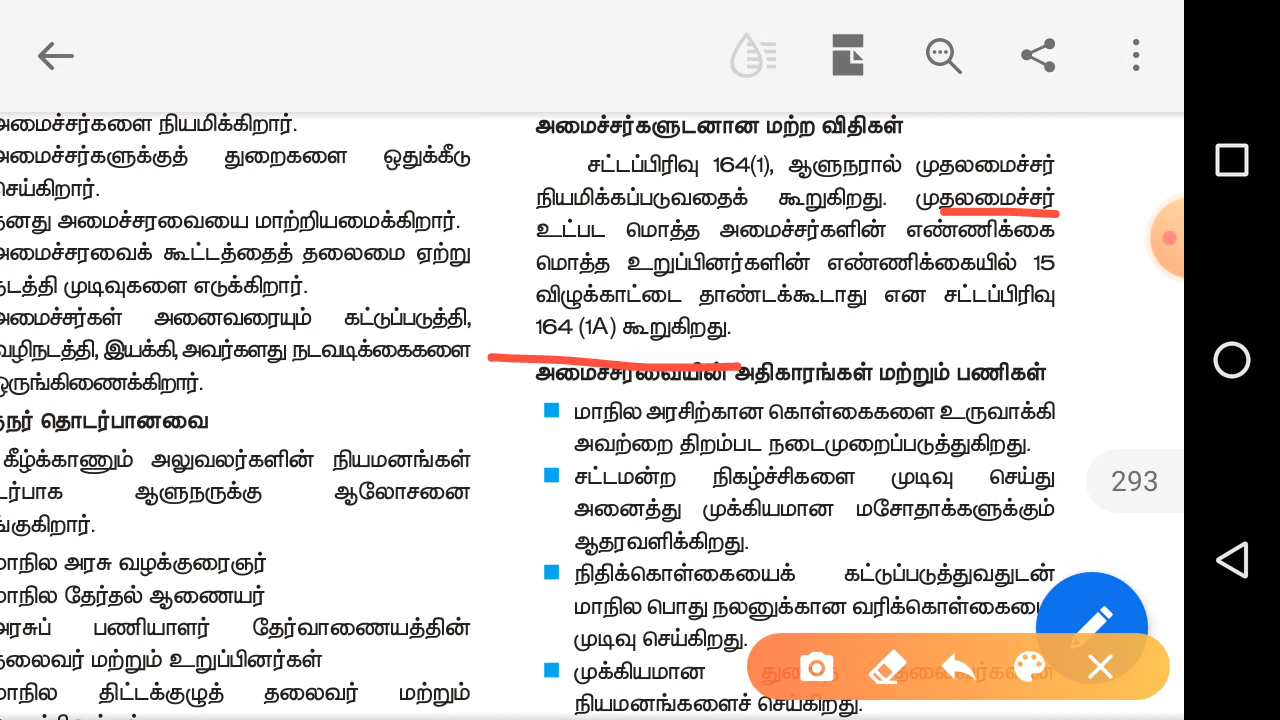 அமைச்சர்களை நியமிக்கிறார்.
அமைச்சர்களுக்குத் துறைகளை ஒதுக்கீடு
செய்கிறார்.
தனது அமைச்சரவையை மாற்றியமைக்கிறார்.
அமைச்சரவைக் கூட்டத்தைத் தலைமை ஏற்று
நடத்தி முடிவுகளை எடுக்கிறார்.
அமைச்சர்கள் அனைவரையும் கட்டுப்படுத்தி,
வழிநடத்தி, இயக்கி, அவர்களது நடவடிக்கைகளை
ஒருங்கிணைக்கிறார்.
நர் தொடர்பானவை
கீழ்க்காணும் அலுவலர்களின் நியமனங்கள்
டர்பாக ஆளுநருக்கு ஆலோசனை
ங்குகிறார்.
மாநில அரசு வழக்குரைஞர்
மாநில தேர்தல் ஆணையர்
அரசுப் பணியாளர் தேர்வாணையத்தின்
தலைவர் மற்றும் உறுப்பினர்கள்
மாநில திட்டக்குழுத் தலைவர் மற்றும்
அமைச்சர்களுடனான மற்ற விதிகள்
சட்டப்பிரிவு 164(1), ஆளுநரால் முதலமைச்சர்
நியமிக்கப்படுவதைக் கூறுகிறது. முதலமைச்சர்
உட்பட மொத்த அமைச்சர்களின் எண்ணிக்கை
மொத்த உறுப்பினர்களின் எண்ணிக்கையில் 15
விழுக்காட்டை தாண்டக்கூடாது என சட்டப்பிரிவு
164 (1A) கூறுகிறது.
அமைச்சரவையின் அதிகாரங்கள் மற்றும் பணிகள்
மாநில அரசிற்கான கொள்கைகளை உருவாக்கி
அவற்றை திறம்பட நடைமுறைப்படுத்துகிறது.
சட்டமன்ற நிகழ்ச்சிகளை முடிவு செய்து
அனைத்து முக்கியமான மசோதாக்களுக்கும்
ஆதரவளிக்கிறது.
நிதிக்கொள்கையைக் கட்டுப்படுத்துவதுடன்
மாநில பொது நலனுக்கான வரிக்கொள்கையை
முடிவு செய்கிறது.
முக்கியமான துறைத் தலைவர்களின்
நியமனங்களைச் செய்கிறது.
293